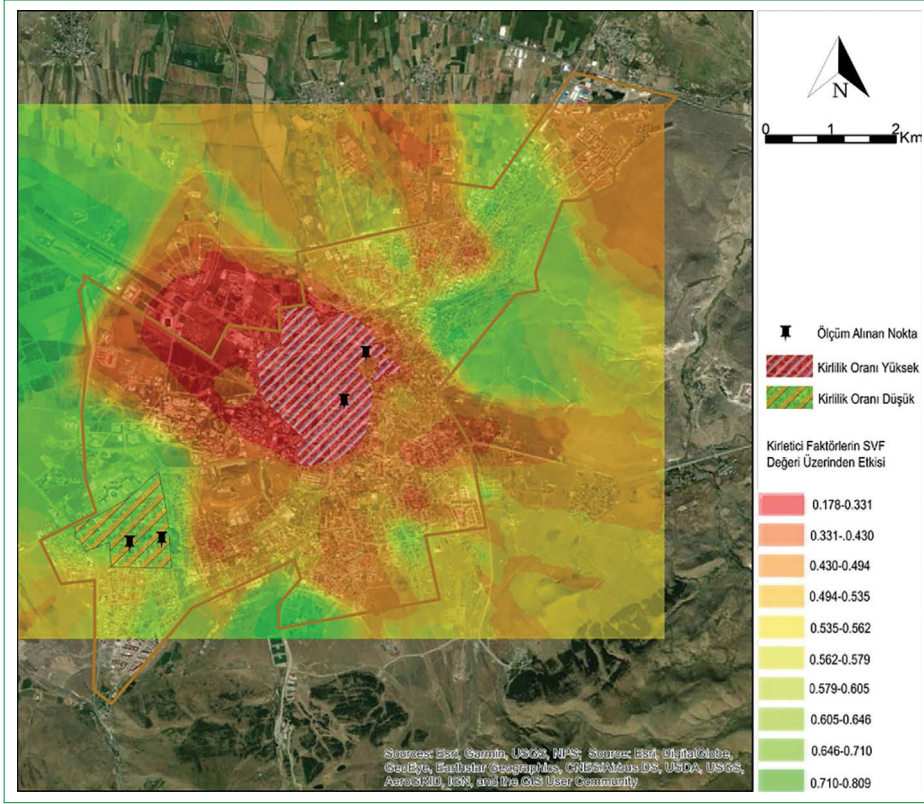 N
0 1 2
Km
Ölçüm Alınan Nokta
Kirlilik Oranı Yüksek
Kirlilik Oranı Düşük
Kirletici Faktörlerin SVF
Değeri Üzerinden Etkisi
0.178-0.331
0.331-.0.430
0.430-0.494
0.494-0.535
0.535-0.562
0.562-0.579
0.579-0.605
0.605-0.646
0.646-0.710
0.710-0.809
Sources: Esri, Garmin, USGS, NPS; Source: Esri, DigitalGlobe,
GeoEye, Earthstar Geographics, CNES/Airbus DS, USDA, USGS,
AeroGRID, IGN, and the GIS User Community